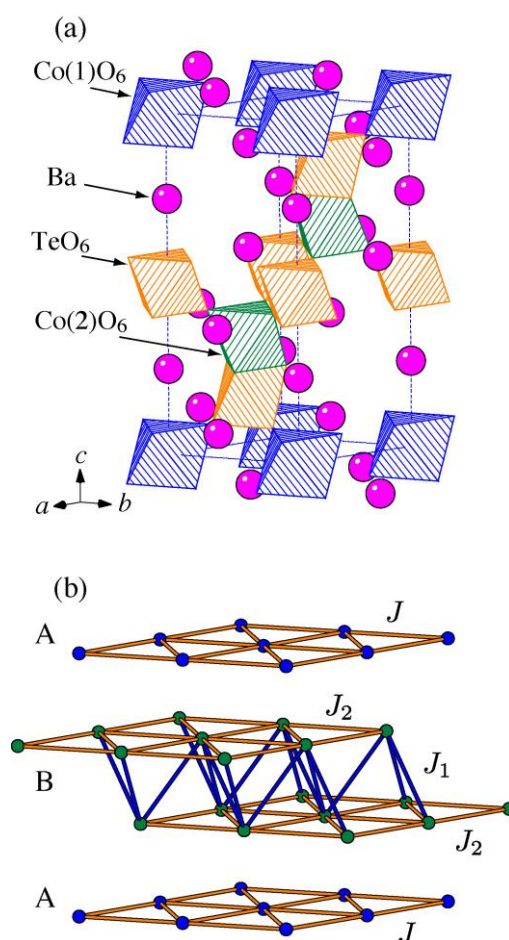 (a)
Co(1)O₆
Ba
TeO₆
Co(2)O₆
c
a b
(b)
A J
J₂
B J₁
J₂
A
J